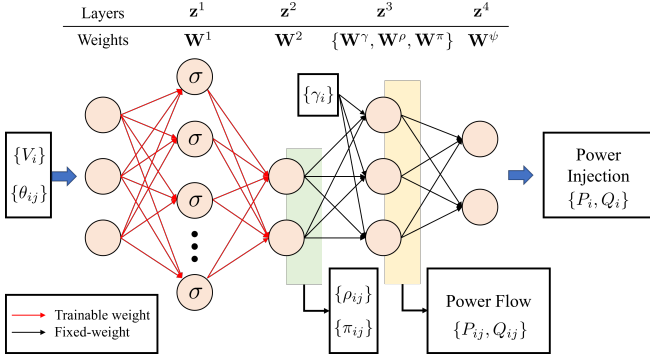 Layers z¹ z² z³ z⁴
Weights W¹ W² {W^γ, W^ρ, W^π} W^ψ
σ
σ
σ
σ
{γ_i}
{V_i}
{θ_ij}
Power
Injection
{P_i, Q_i}
{ρ_ij}
{π_ij}
Power Flow
{P_ij, Q_ij}
Trainable weight
Fixed-weight